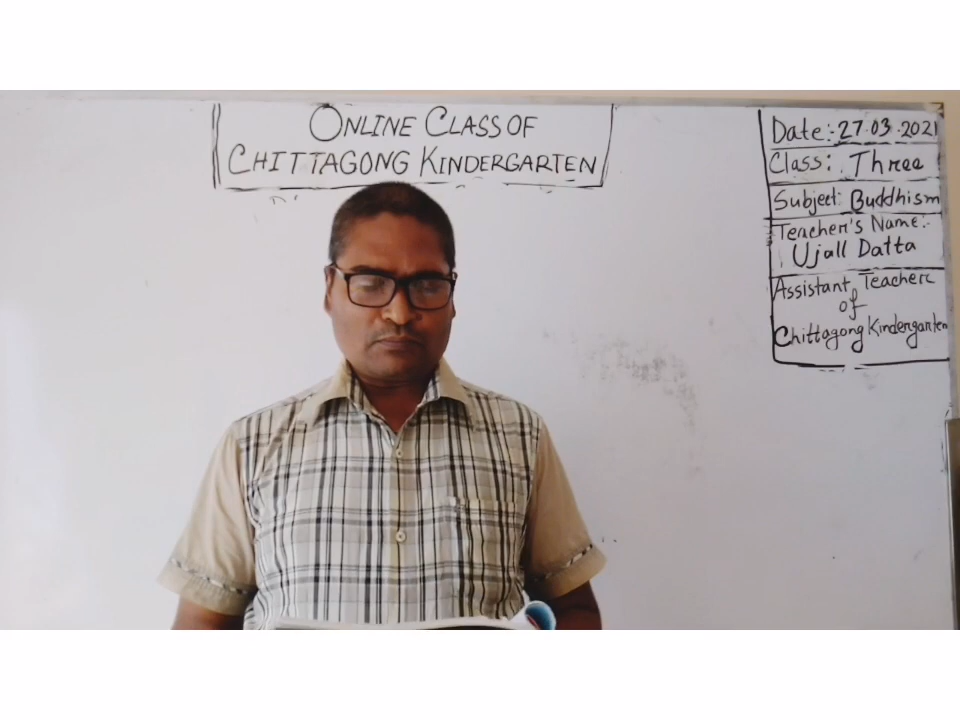 ONLINE CLASS OF
CHITTAGONG KINDERGARTEN
Date:- 27.03.2021
Class: Three
Subject: Buddhism
Teacher's Name:-
Ujall Datta
Assistant Teacher
of
Chittagong Kindergarten